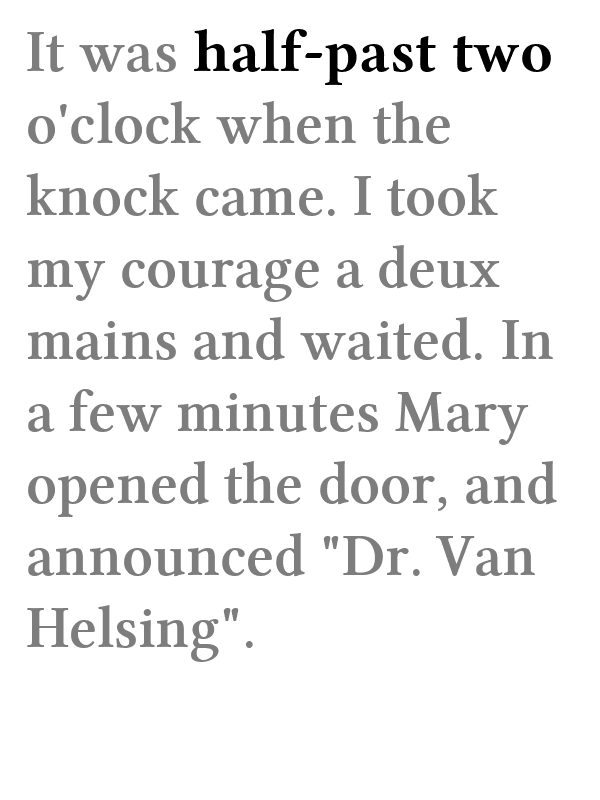 It was half-past two
o'clock when the
knock came. I took
my courage a deux
mains and waited. In
a few minutes Mary
opened the door, and
announced "Dr. Van
Helsing".